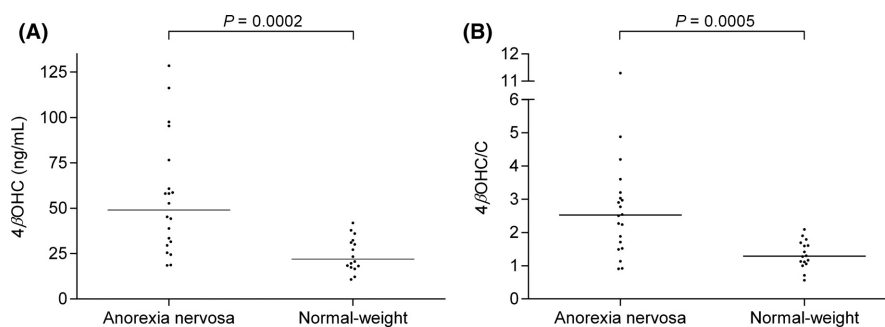 (A)
P = 0.0002
4βOHC (ng/mL)
125
100
75
50
25
0
Anorexia nervosa
Normal-weight
(B)
P = 0.0005
4βOHC/C
12
11
6
5
4
3
2
1
0
Anorexia nervosa
Normal-weight